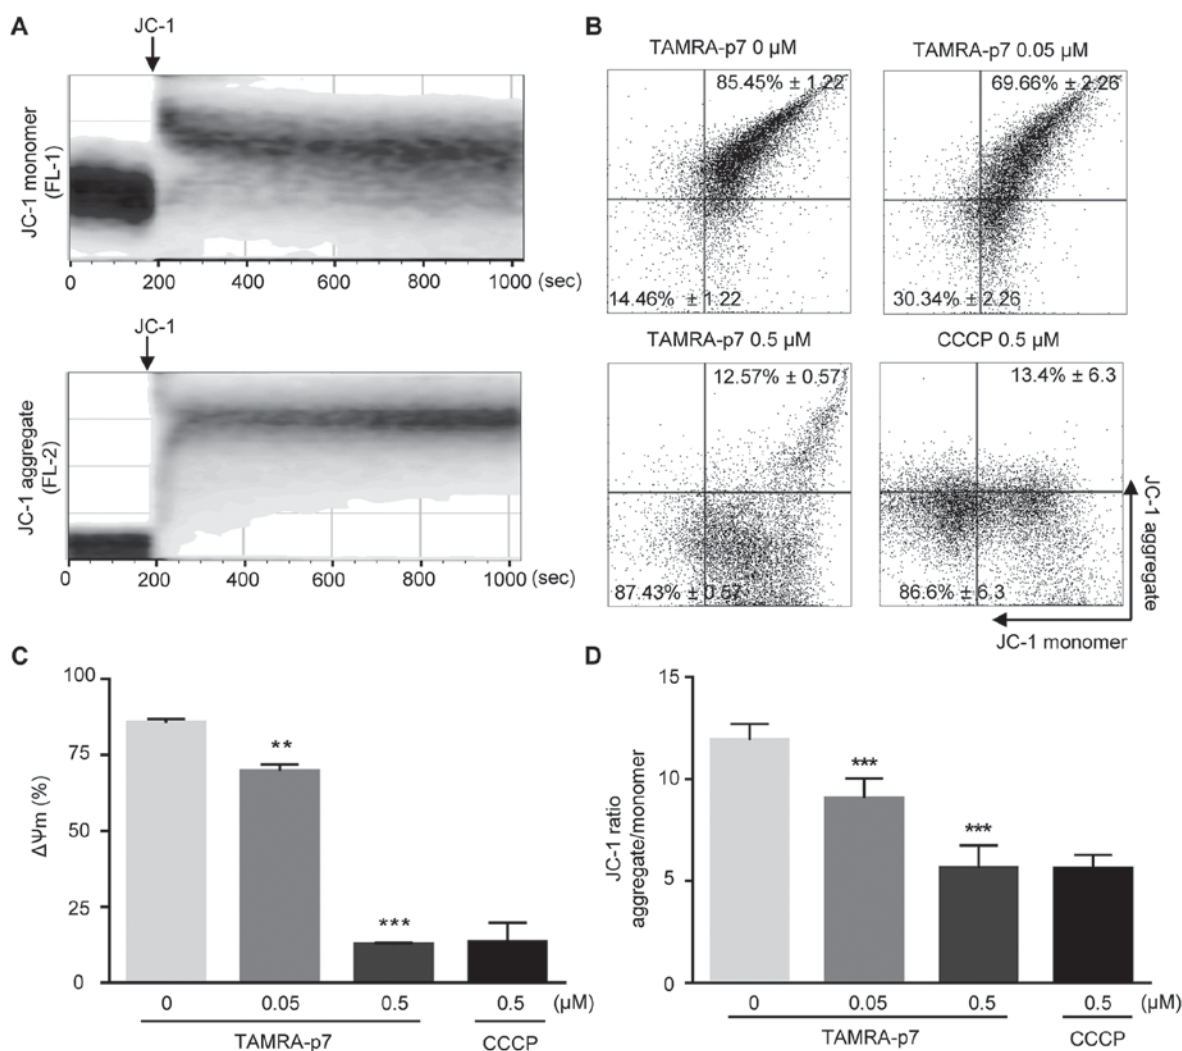 A
JC-1
JC-1 monomer
(FL-1)
0 200 400 600 800 1000 (sec)
JC-1
JC-1 aggregate
(FL-2)
0 200 400 600 800 1000 (sec)
B
TAMRA-p7 0 µM
85.45% ± 1.22
14.46% ± 1.22
TAMRA-p7 0.05 µM
69.66% ± 2.26
30.34% ± 2.26
TAMRA-p7 0.5 µM
12.57% ± 0.57
87.43% ± 0.57
CCCP 0.5 µM
13.4% ± 6.3
86.6% ± 6.3
JC-1 aggregate
JC-1 monomer
C
ΔΨm (%)
100
75
50
25
0
**
***
0 0.05 0.5 0.5 (µM)
TAMRA-p7 CCCP
D
JC-1 ratio
aggregate/monomer
15
10
5
0
***
***
0 0.05 0.5 0.5 (µM)
TAMRA-p7 CCCP